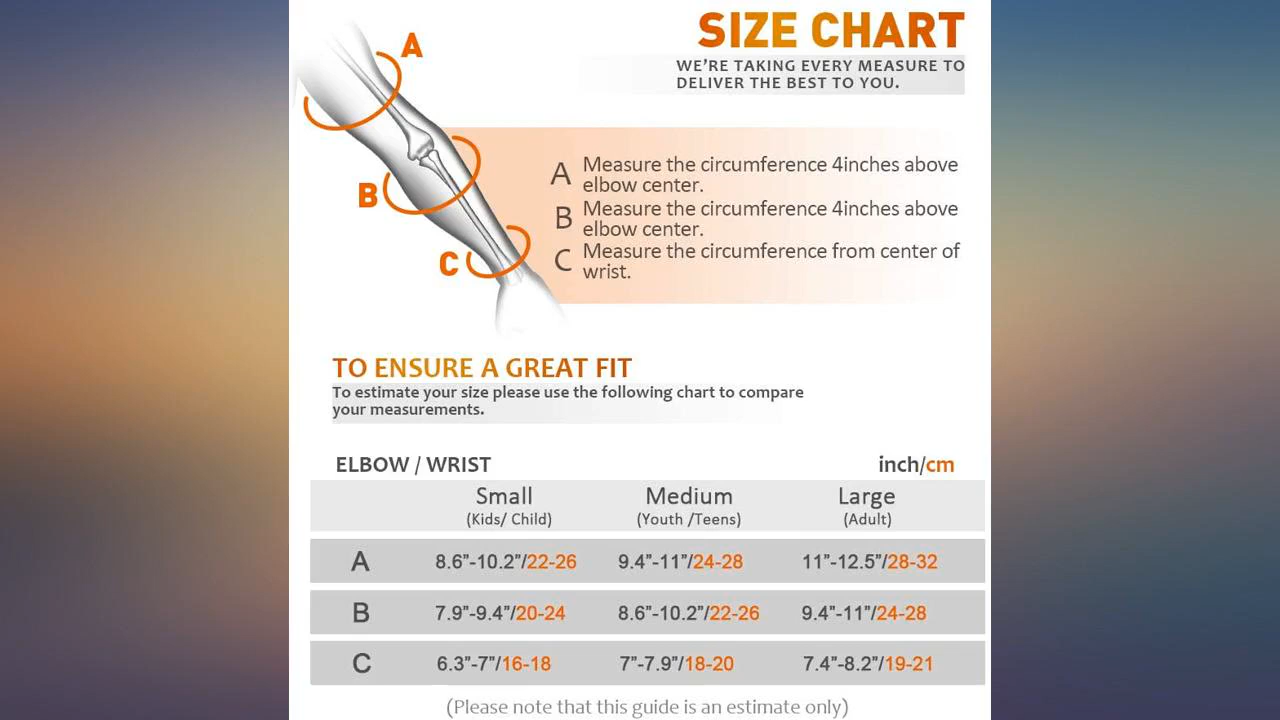 SIZE CHART
WE'RE TAKING EVERY MEASURE TO
DELIVER THE BEST TO YOU.
A
B
C
A Measure the circumference 4inches above
elbow center.
B Measure the circumference 4inches above
elbow center.
C Measure the circumference from center of
wrist.
TO ENSURE A GREAT FIT
To estimate your size please use the following chart to compare
your measurements.
ELBOW / WRIST inch/cm
Small Medium Large
(Kids/ Child) (Youth /Teens) (Adult)
A 8.6”-10.2”/22-26 9.4”-11”/24-28 11”-12.5”/28-32
B 7.9”-9.4”/20-24 8.6”-10.2”/22-26 9.4”-11”/24-28
C 6.3”-7”/16-18 7”-7.9”/18-20 7.4”-8.2”/19-21
(Please note that this guide is an estimate only)